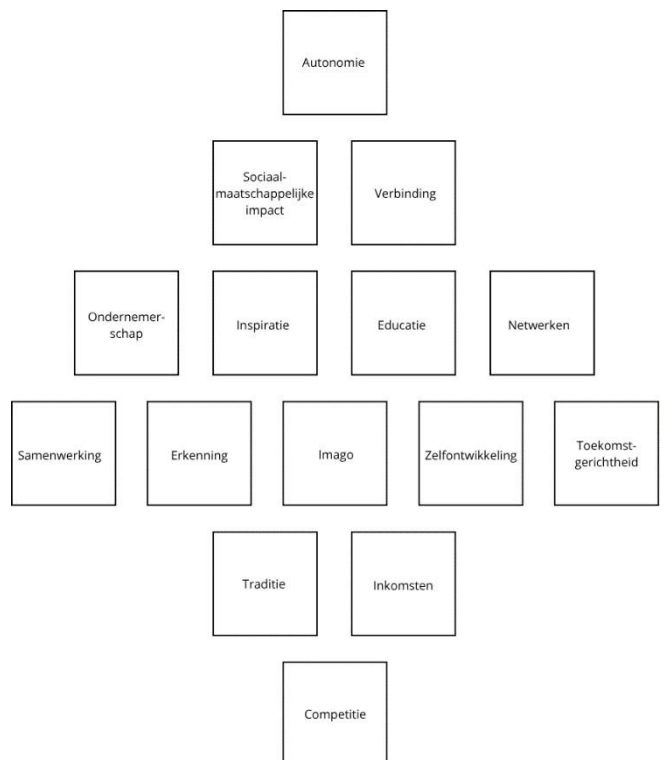 Autonomie
Sociaal-
maatschappelijke
impact
Verbinding
Ondernemer-
schap
Inspiratie
Educatie
Netwerken
Samenwerking
Erkenning
Imago
Zelfontwikkeling
Toekomst-
gerichtheid
Traditie
Inkomsten
Competitie